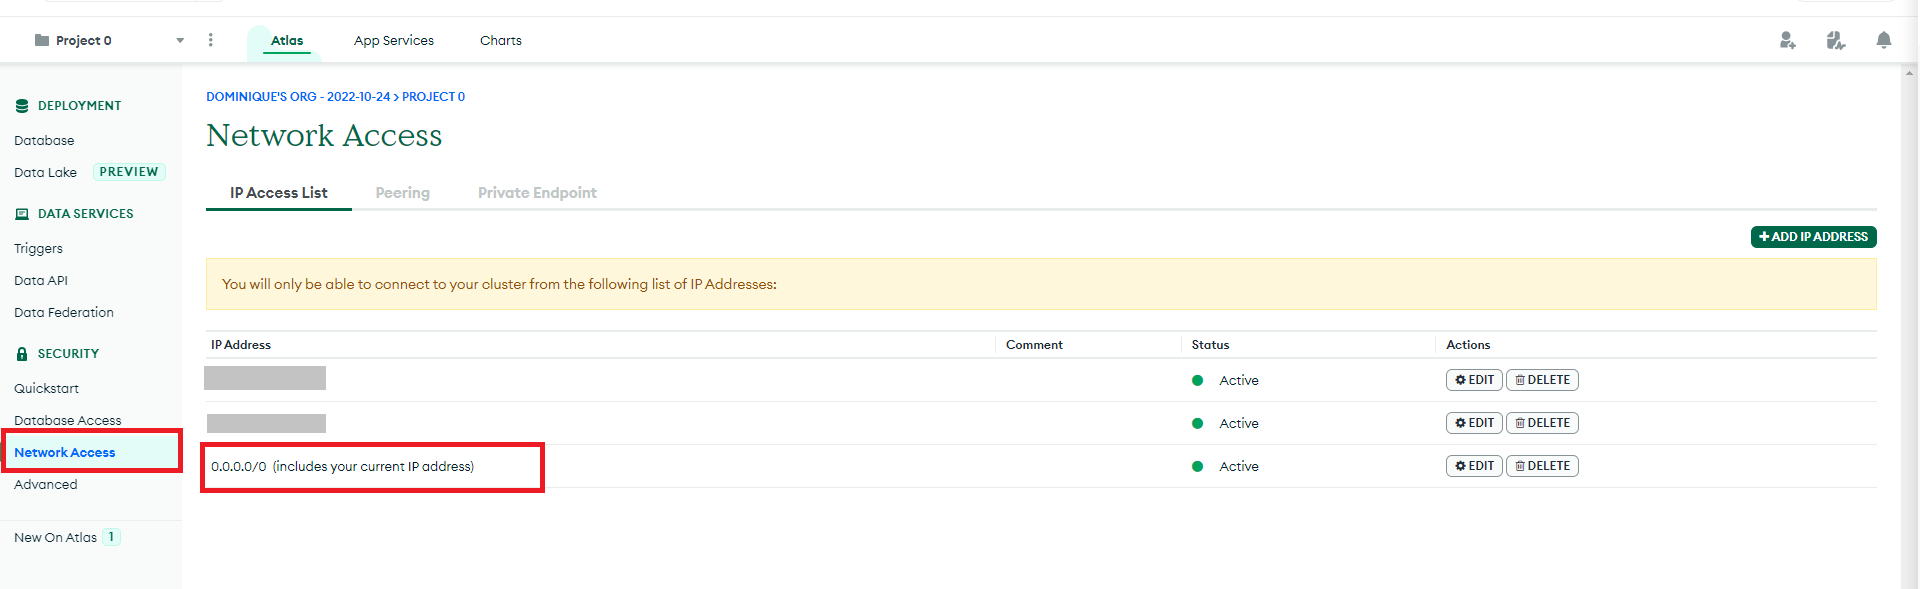 Project 0
Atlas
App Services
Charts
DEPLOYMENT
Database
Data Lake PREVIEW
DATA SERVICES
Triggers
Data API
Data Federation
SECURITY
Quickstart
Database Access
Network Access
Advanced
New On Atlas 1
DOMINIQUE'S ORG - 2022-10-24 > PROJECT 0
Network Access
IP Access List Peering Private Endpoint
+ ADD IP ADDRESS
You will only be able to connect to your cluster from the following list of IP Addresses:
IP Address Comment Status Actions
Active EDIT DELETE
Active EDIT DELETE
0.0.0.0/0 (includes your current IP address) Active EDIT DELETE